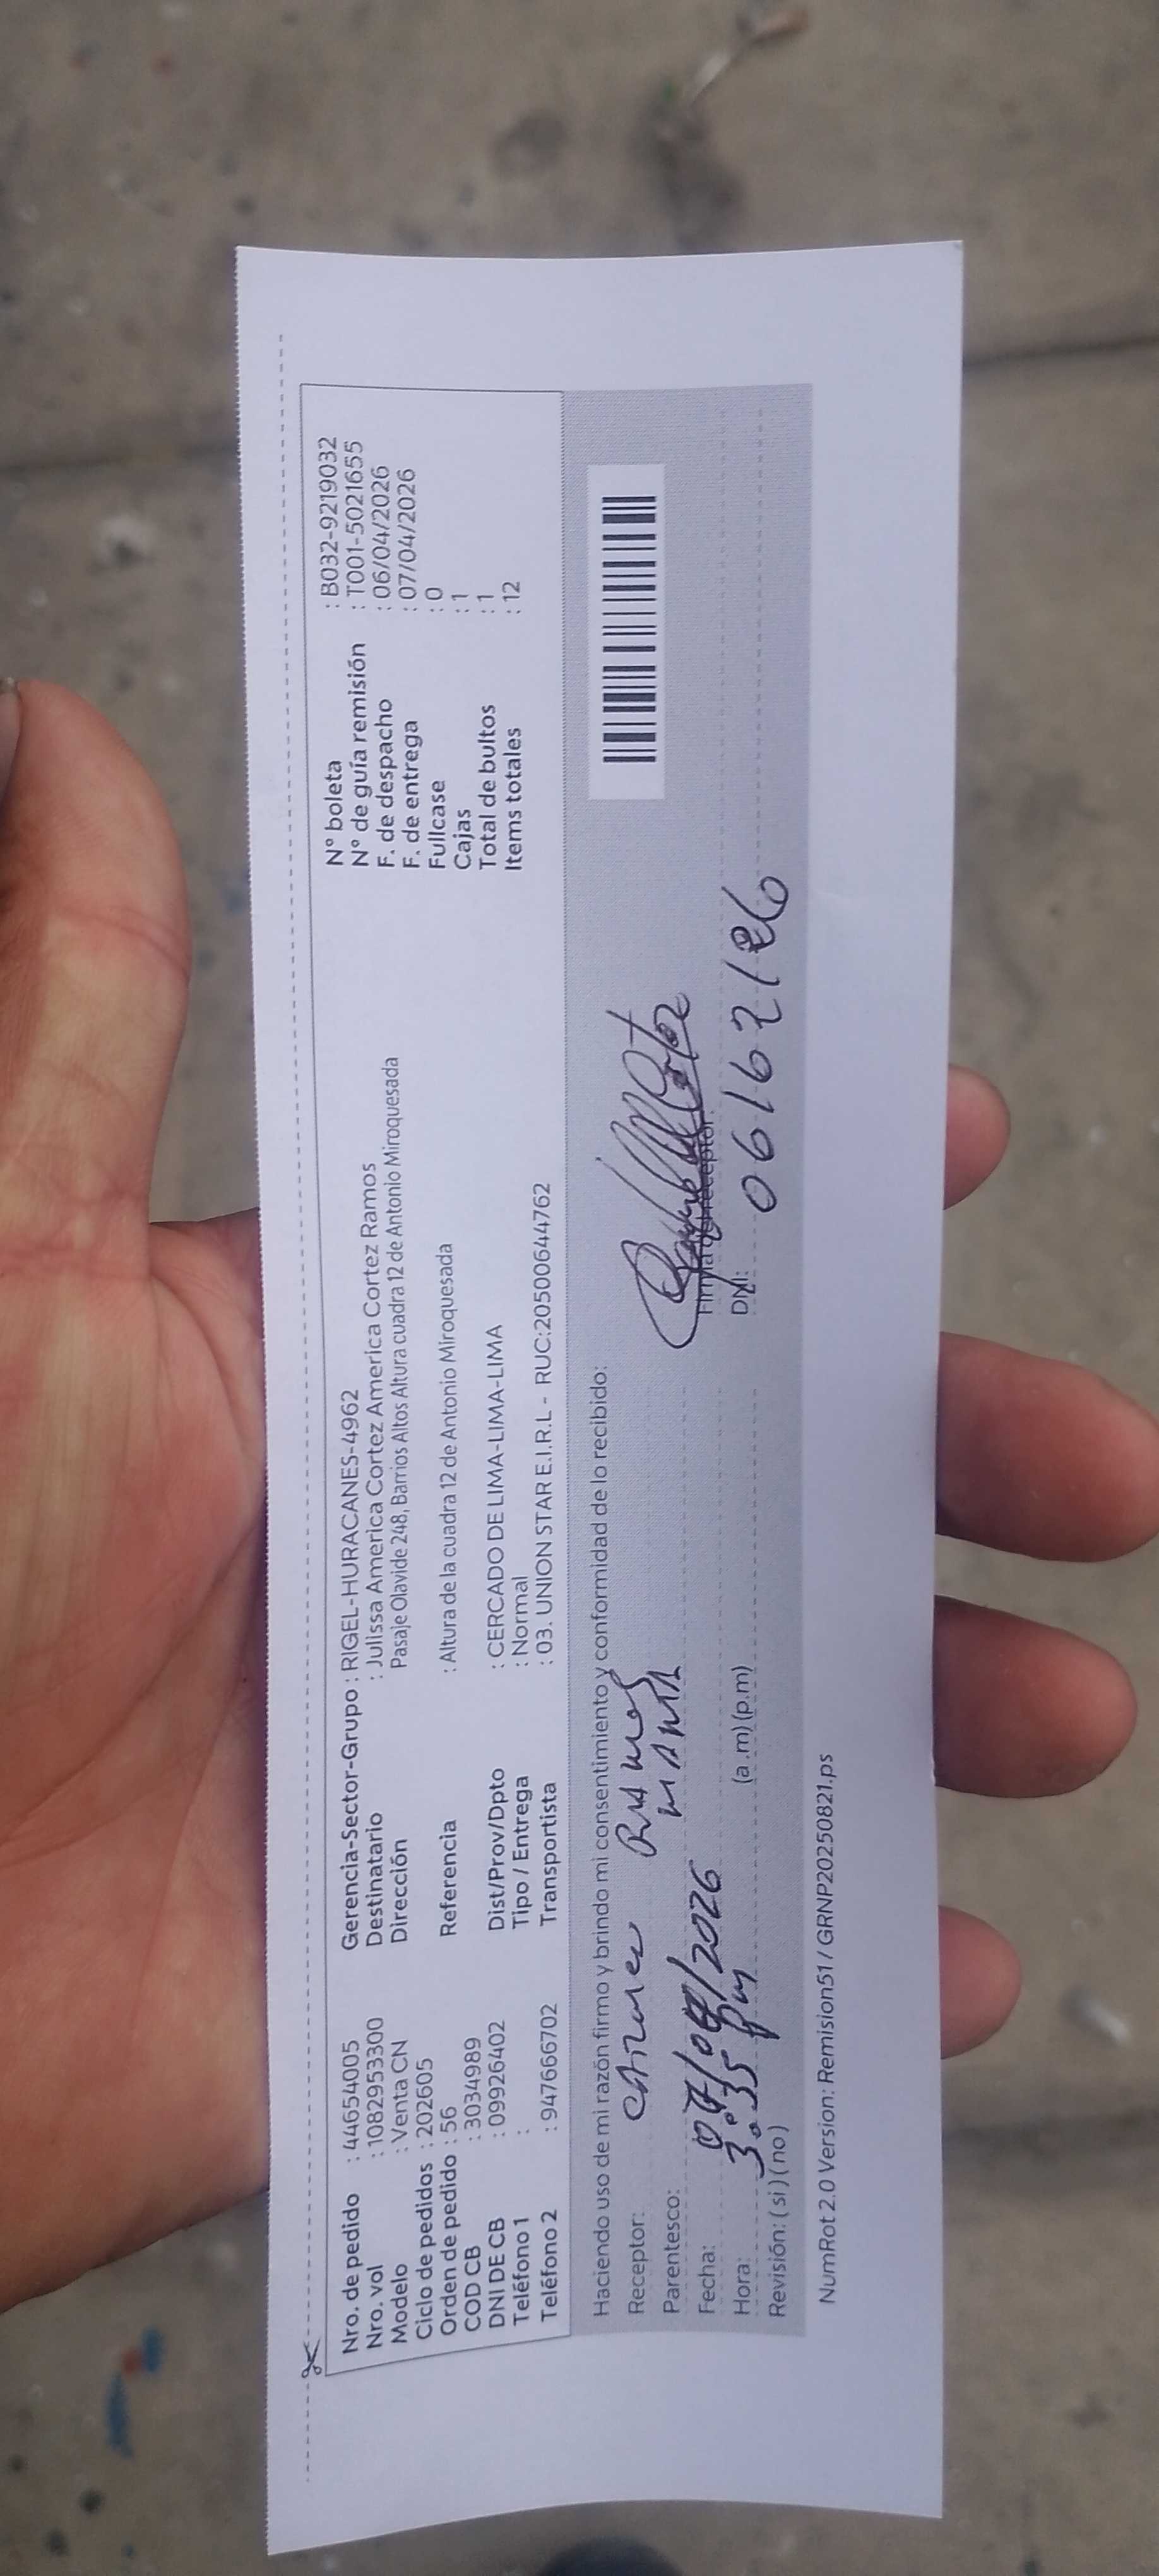 Nro. de pedido : 44654005
Nro. vol : 1082953300
Modelo : Venta CN
Ciclo de pedidos : 202605
Orden de pedido : 56
COD CB : 3034989
DNI DE CB : 09926402
Teléfono 1 :
Teléfono 2 : 947666702
Gerencia-Sector-Grupo : RIGEL-HURACANES-4962
Destinatario : Julissa America Cortez America Cortez Ramos
Dirección Pasaje Olavide 248, Barrios Altos Altura cuadra 12 de Antonio Miroquesada
Referencia : Altura de la cuadra 12 de Antonio Miroquesada
Dist/Prov/Dpto : CERCADO DE LIMA-LIMA-LIMA
Tipo / Entrega : Normal
Transportista : 03. UNION STAR E.I.R.L - RUC:20500644762
N° boleta : B032-9219032
N° de guía remisión : T001-5021655
F. de despacho : 06/04/2026
F. de entrega : 07/04/2026
Fullcase : 0
Cajas : 1
Total de bultos : 1
Items totales : 12
Haciendo uso de mi razón firmo y brindo mi consentimiento y conformidad de lo recibido:
Receptor: Ramos
Parentesco:
Fecha: 07/04/2026
Hora: 3:35 pm (a.m) (p.m)
Revisión: ( si ) ( no )
Firma del receptor:
DNI:
NumRot 2.0 Version: Remision51 / GRNP20250821.ps